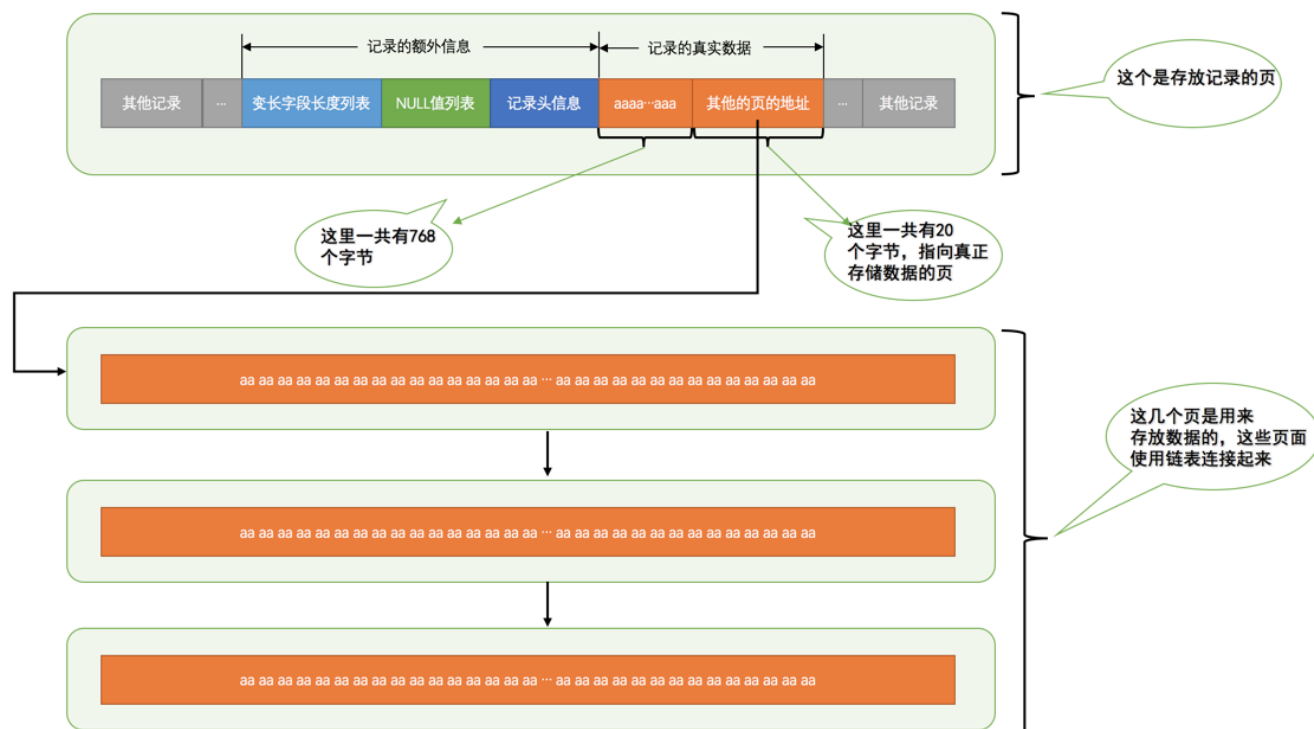 记录的额外信息
记录的真实数据
其他记录
...
变长字段长度列表
NULL值列表
记录头信息
aaaa···aaa
其他的页的地址
...
其他记录
这个是存放记录的页
这里一共有768
个字节
这里一共有20
个字节，指向真正
存储数据的页
aa aa aa aa aa aa aa aa aa aa aa aa aa aa aa aa ··· aa aa aa aa aa aa aa aa aa aa aa aa aa aa
aa aa aa aa aa aa aa aa aa aa aa aa aa aa aa aa ··· aa aa aa aa aa aa aa aa aa aa aa aa aa aa
aa aa aa aa aa aa aa aa aa aa aa aa aa aa aa aa ··· aa aa aa aa aa aa aa aa aa aa aa aa aa aa
这几个页是用来
存放数据的，这些页面
使用链表连接起来